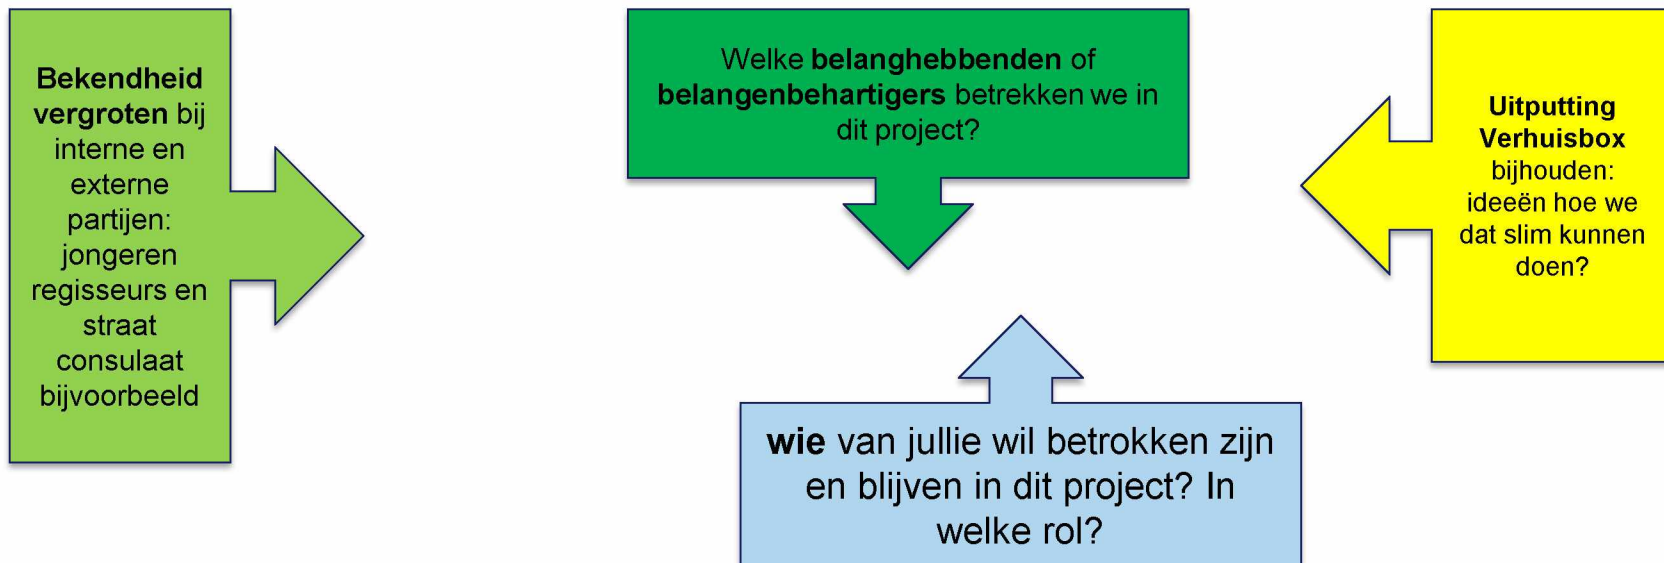 Bekendheid
vergroten bij
interne en
externe
partijen:
jongeren
regisseurs en
straat
consulaat
bijvoorbeeld
Welke belanghebbenden of
belangenbehartigers betrekken we in
dit project?
Uitputting
Verhuisbox
bijhouden:
ideeën hoe we
dat slim kunnen
doen?
wie van jullie wil betrokken zijn
en blijven in dit project? In
welke rol?